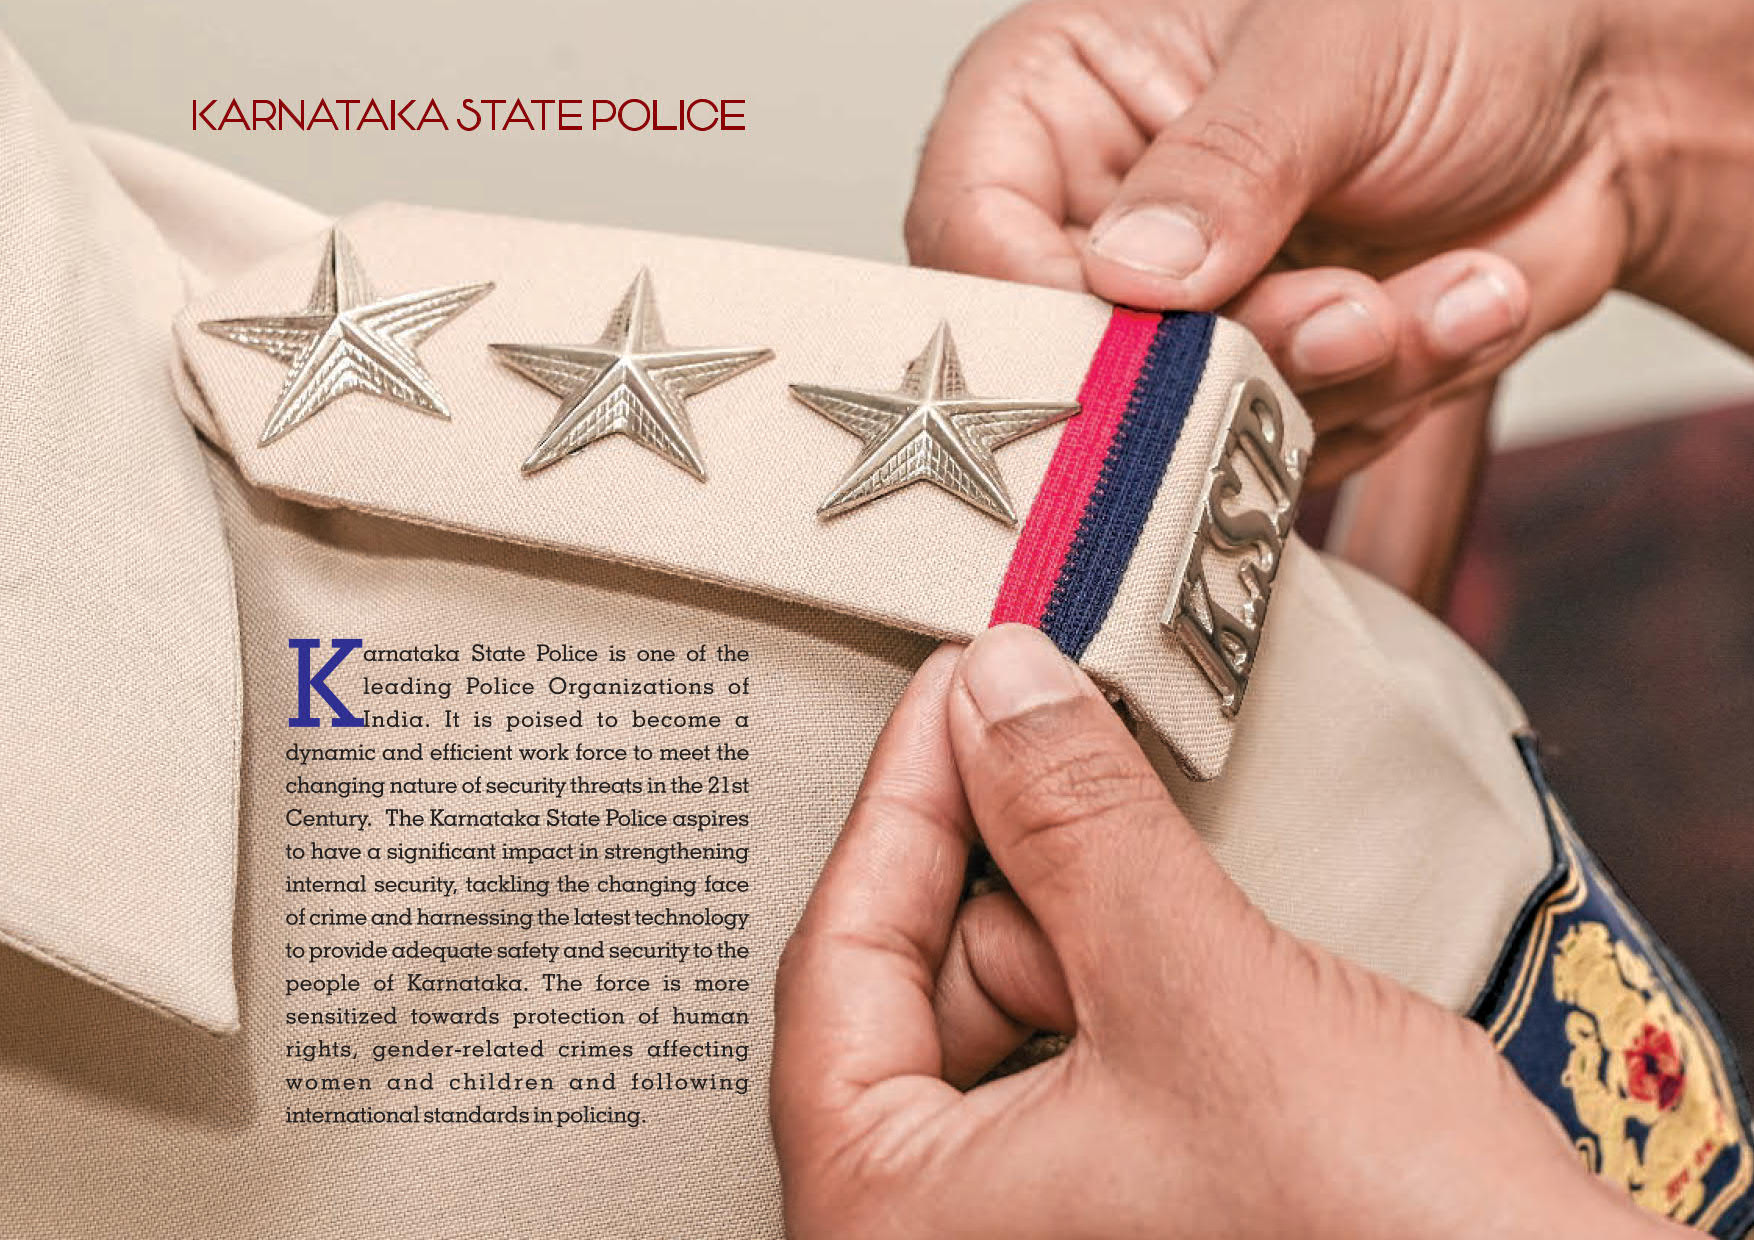 KARNATAKA STATE POLICE
K.S.P.
Karnataka State Police is one of the
leading Police Organizations of
India. It is poised to become a
dynamic and efficient work force to meet the
changing nature of security threats in the 21st
Century. The Karnataka State Police aspires
to have a significant impact in strengthening
internal security, tackling the changing face
of crime and harnessing the latest technology
to provide adequate safety and security to the
people of Karnataka. The force is more
sensitized towards protection of human
rights, gender-related crimes affecting
women and children and following
international standards in policing.